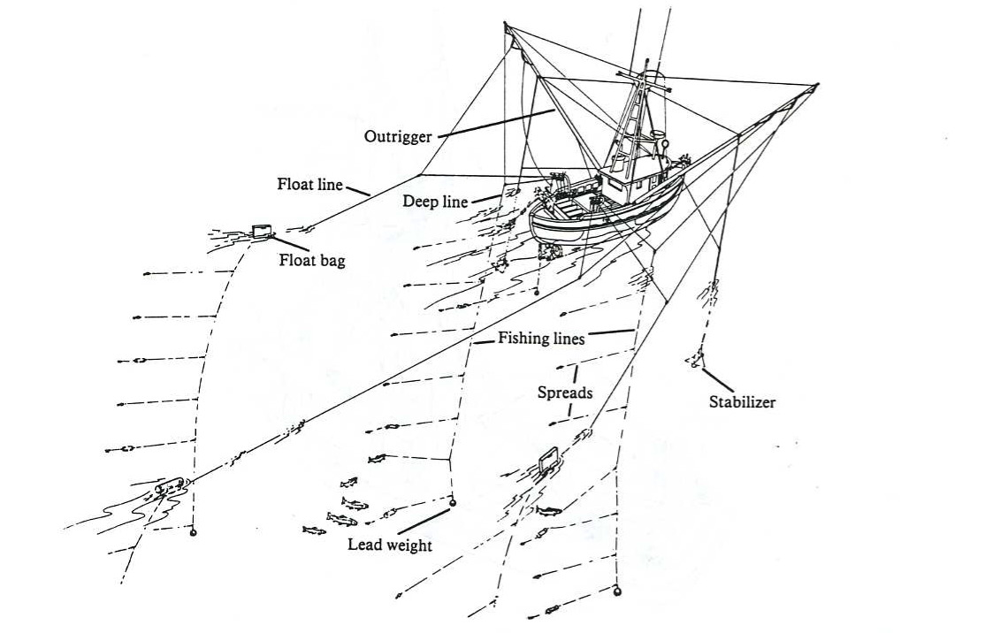 Outrigger
Float line
Deep line
Float bag
Fishing lines
Spreads
Stabilizer
Lead weight